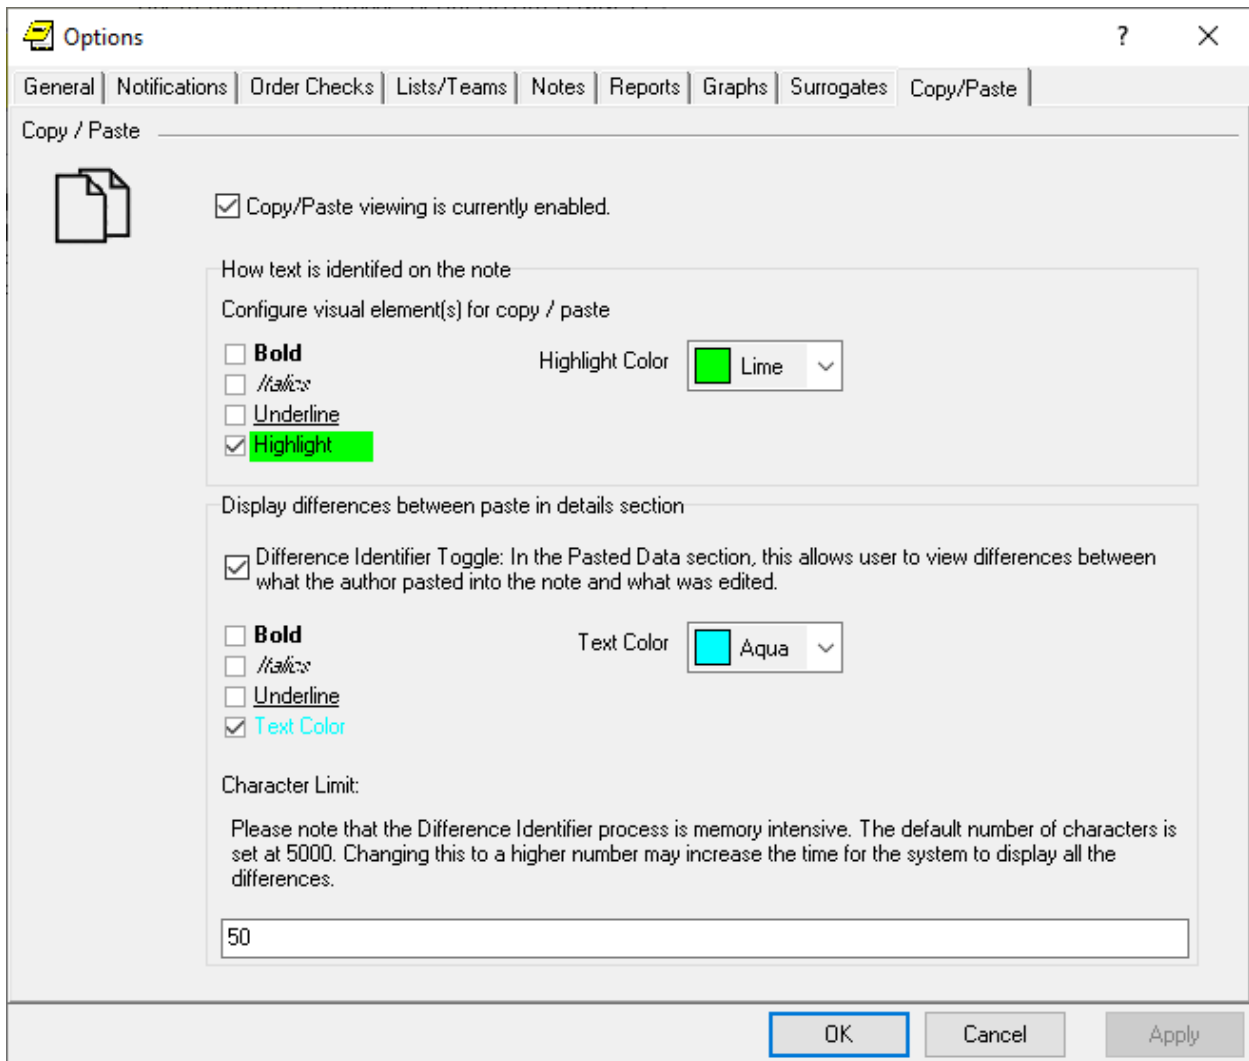 Options
?
General Notifications Order Checks Lists/Teams Notes Reports Graphs Surrogates Copy/Paste
Copy / Paste
Copy/Paste viewing is currently enabled.
How text is identifed on the note
Configure visual element(s) for copy / paste
Bold
Highlight Color Lime
Italics
Underline
Highlight
Display differences between paste in details section
Difference Identifier Toggle: In the Pasted Data section, this allows user to view differences between
what the author pasted into the note and what was edited.
Bold
Text Color Aqua
Italics
Underline
Text Color
Character Limit:
Please note that the Difference Identifier process is memory intensive. The default number of characters is
set at 5000. Changing this to a higher number may increase the time for the system to display all the
differences.
50
OK Cancel Apply